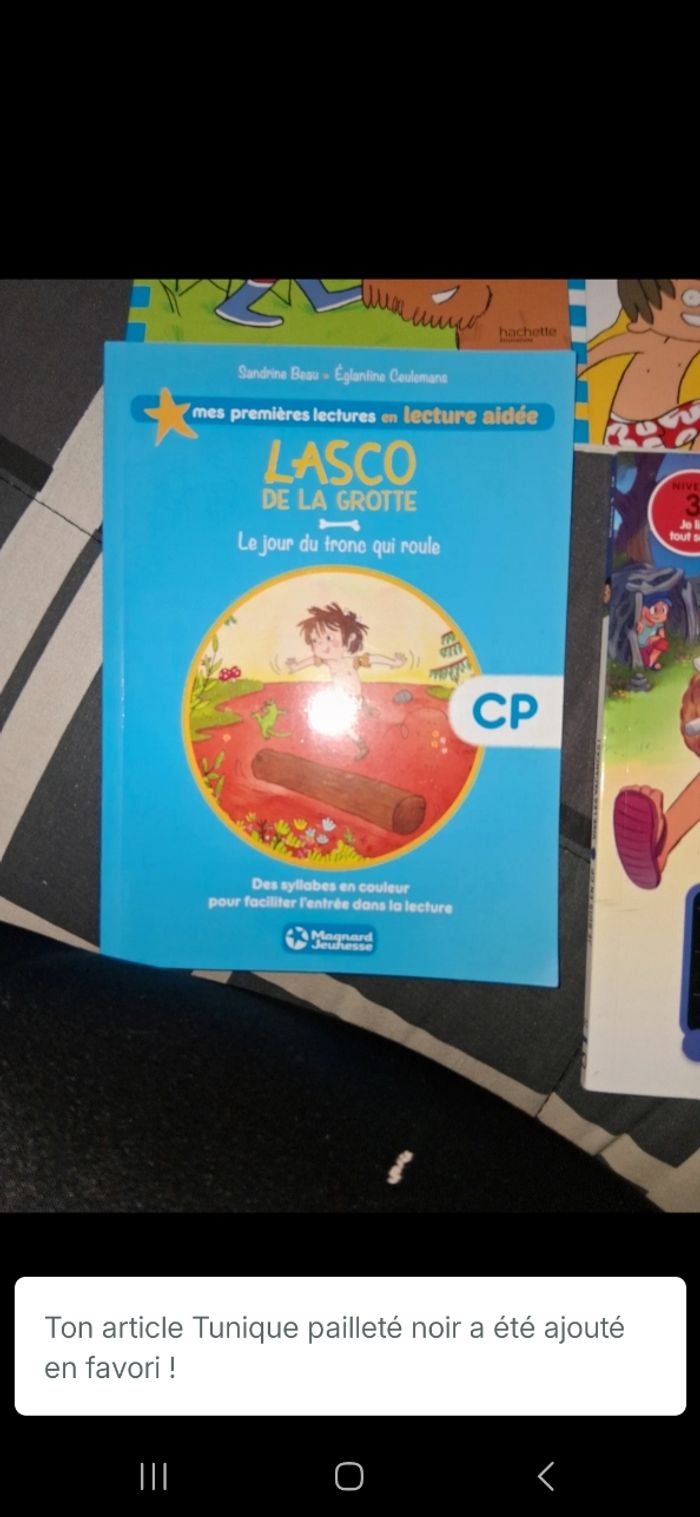 hachette
Sandrine Beau • Églantine Ceulemans
mes premières lectures en lecture aidée
LASCO
DE LA GROTTE
Le jour du tronc qui roule
CP
Des syllabes en couleur
pour faciliter l'entrée dans la lecture
Magnard
Jeunesse
3
Ton article Tunique pailleté noir a été ajouté
en favori !